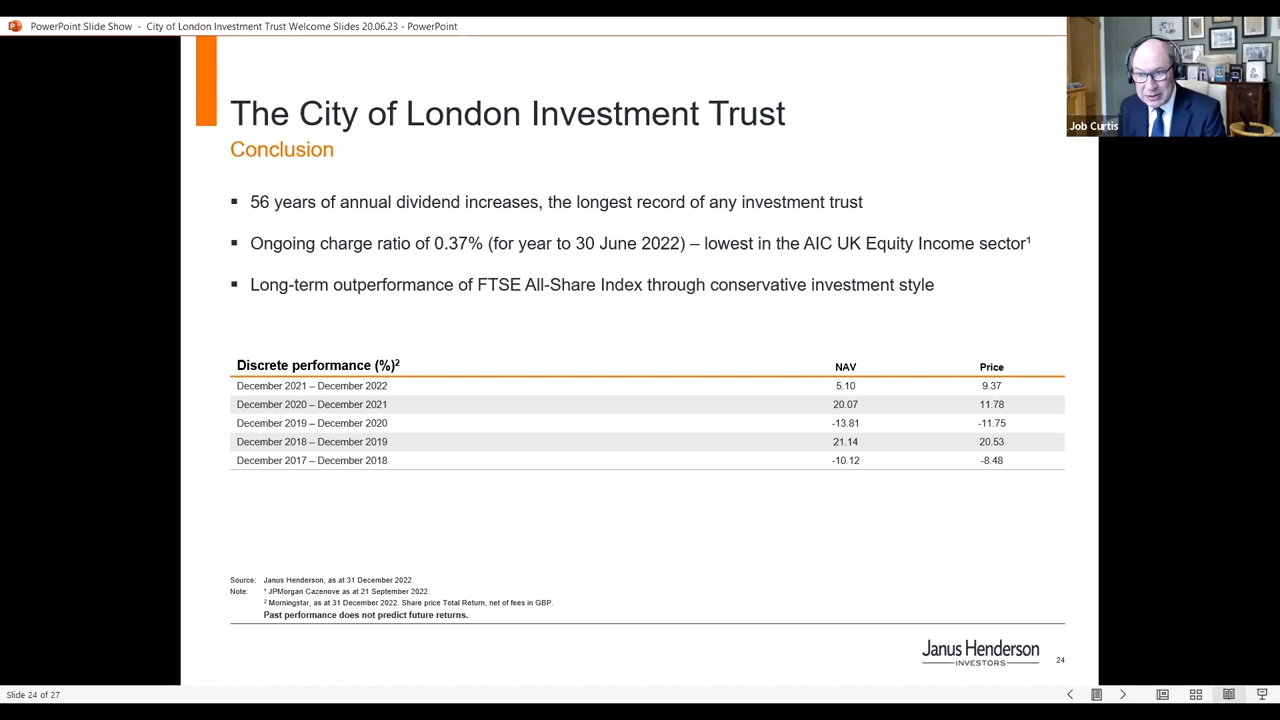 PowerPoint Slide Show - City of London Investment Trust Welcome Slides 20.06.23 - PowerPoint
Job Curtis
The City of London Investment Trust
Conclusion
▪ 56 years of annual dividend increases, the longest record of any investment trust
▪ Ongoing charge ratio of 0.37% (for year to 30 June 2022) – lowest in the AIC UK Equity Income sector¹
▪ Long-term outperformance of FTSE All-Share Index through conservative investment style
Discrete performance (%)² NAV Price
December 2021 – December 2022 5.10 9.37
December 2020 – December 2021 20.07 11.78
December 2019 – December 2020 -13.81 -11.75
December 2018 – December 2019 21.14 20.53
December 2017 – December 2018 -10.12 -8.48
Source: Janus Henderson, as at 31 December 2022.
Note: ¹ JPMorgan Cazenove as at 21 September 2022.
² Morningstar, as at 31 December 2022. Share price Total Return, net of fees in GBP.
Past performance does not predict future returns.
Janus Henderson
INVESTORS
24
Slide 24 of 27